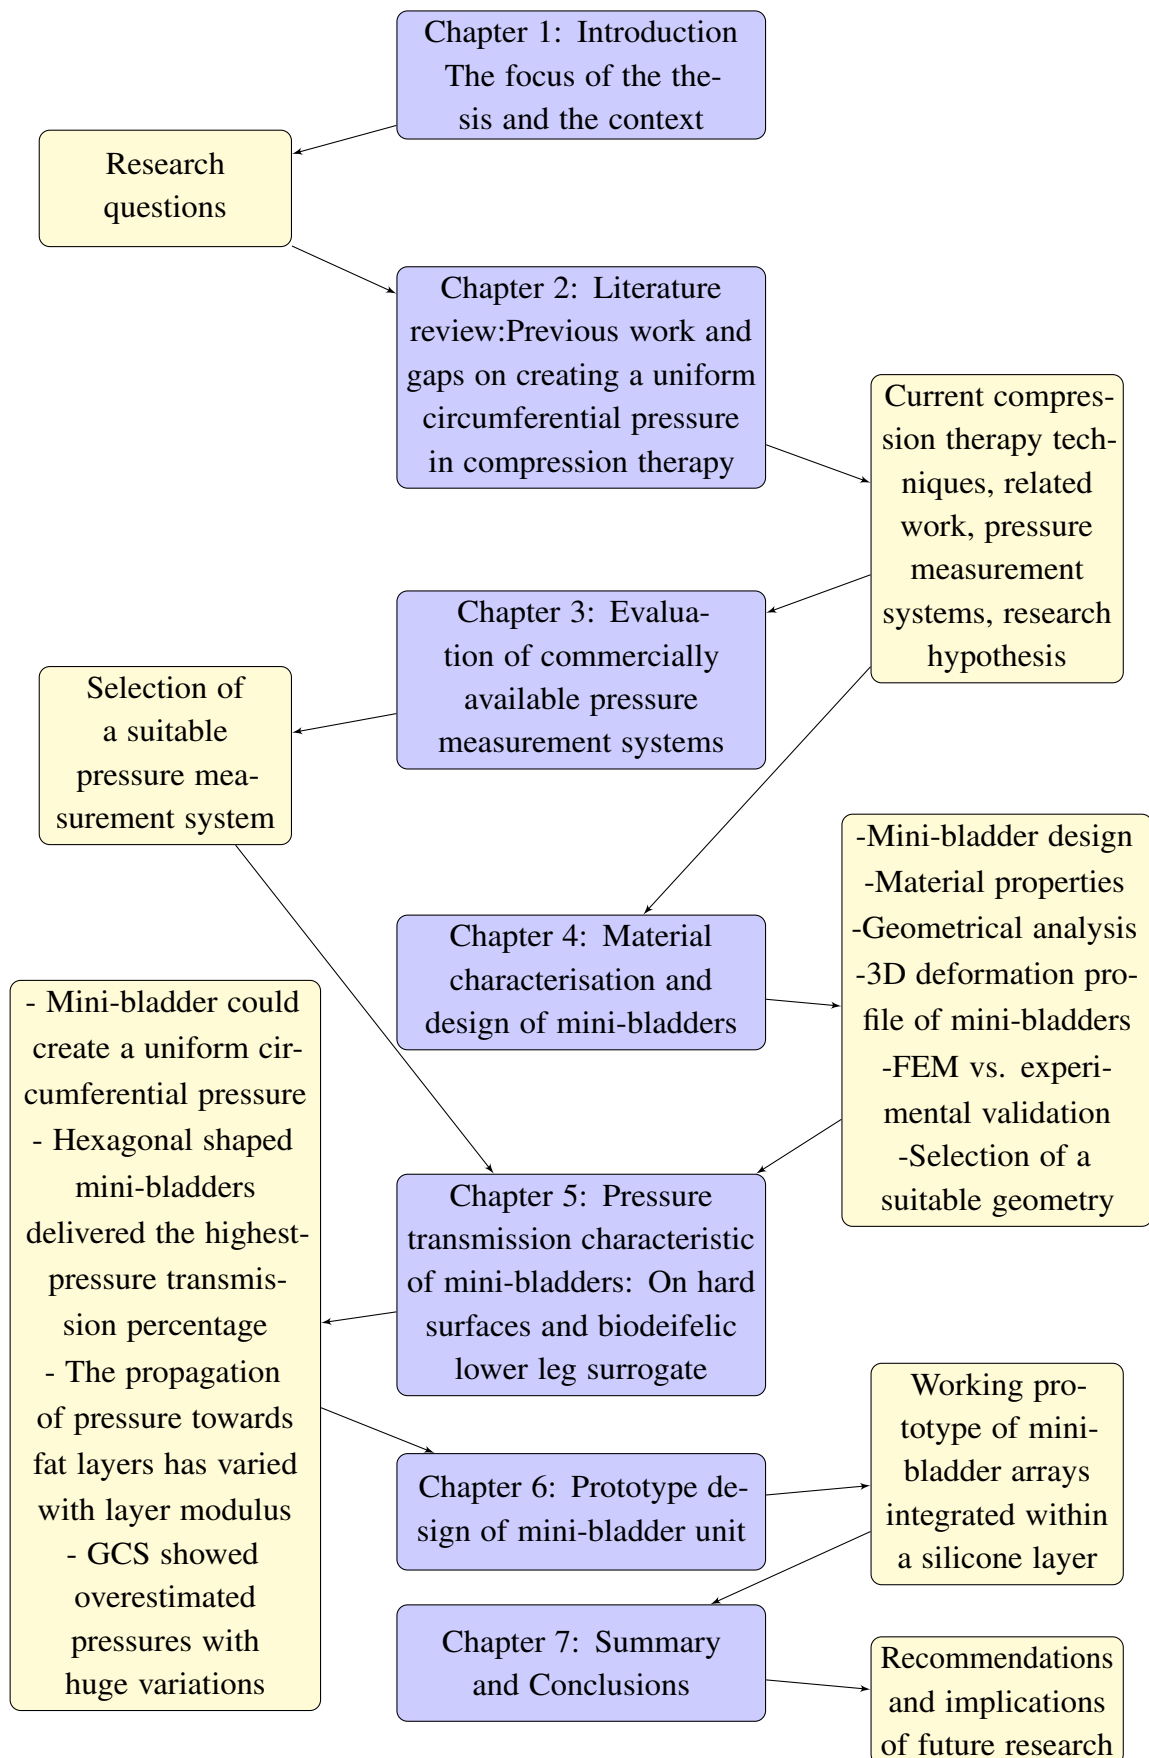 Chapter 1: Introduction
The focus of the the-
sis and the context
Research
questions
Chapter 2: Literature
review:Previous work and
gaps on creating a uniform
circumferential pressure
in compression therapy
Current compres-
sion therapy tech-
niques, related
work, pressure
measurement
systems, research
hypothesis
Chapter 3: Evalua-
tion of commercially
available pressure
measurement systems
Selection of
a suitable
pressure mea-
surement system
Chapter 4: Material
characterisation and
design of mini-bladders
-Mini-bladder design
-Material properties
-Geometrical analysis
-3D deformation pro-
file of mini-bladders
-FEM vs. experi-
mental validation
-Selection of a
suitable geometry
Chapter 5: Pressure
transmission characteristic
of mini-bladders: On hard
surfaces and biodeifelic
lower leg surrogate
- Mini-bladder could
create a uniform cir-
cumferential pressure
- Hexagonal shaped
mini-bladders
delivered the highest-
pressure transmis-
sion percentage
- The propagation
of pressure towards
fat layers has varied
with layer modulus
- GCS showed
overestimated
pressures with
huge variations
Chapter 6: Prototype de-
sign of mini-bladder unit
Working pro-
totype of mini-
bladder arrays
integrated within
a silicone layer
Chapter 7: Summary
and Conclusions
Recommendations
and implications
of future research